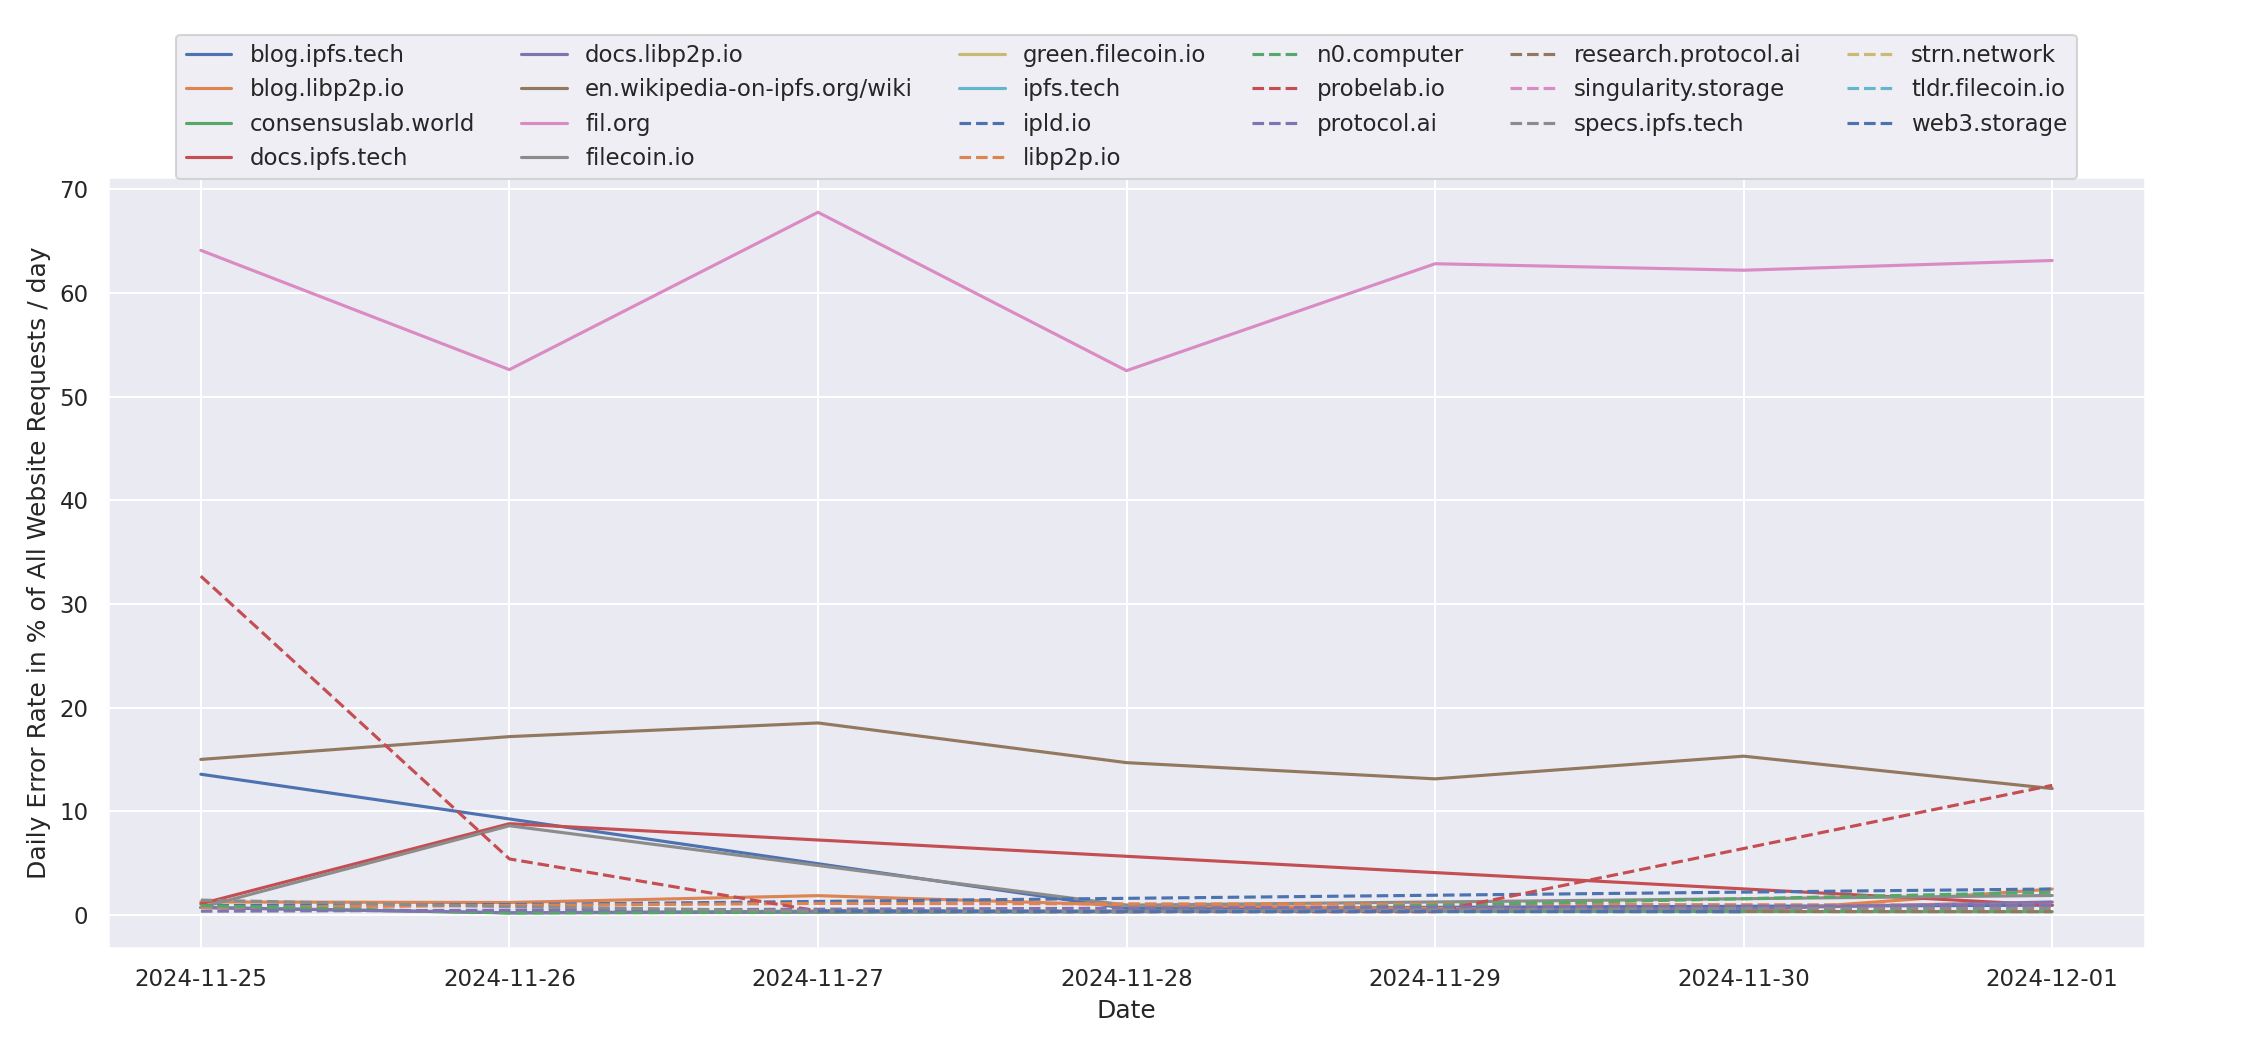 blog.ipfs.tech
blog.libp2p.io
consensuslab.world
docs.ipfs.tech
docs.libp2p.io
en.wikipedia-on-ipfs.org/wiki
fil.org
filecoin.io
green.filecoin.io
ipfs.tech
ipld.io
libp2p.io
n0.computer
probelab.io
protocol.ai
research.protocol.ai
singularity.storage
specs.ipfs.tech
strn.network
tldr.filecoin.io
web3.storage
Daily Error Rate in % of All Website Requests / day
70
60
50
40
30
20
10
0
2024-11-25
2024-11-26
2024-11-27
2024-11-28
2024-11-29
2024-11-30
2024-12-01
Date